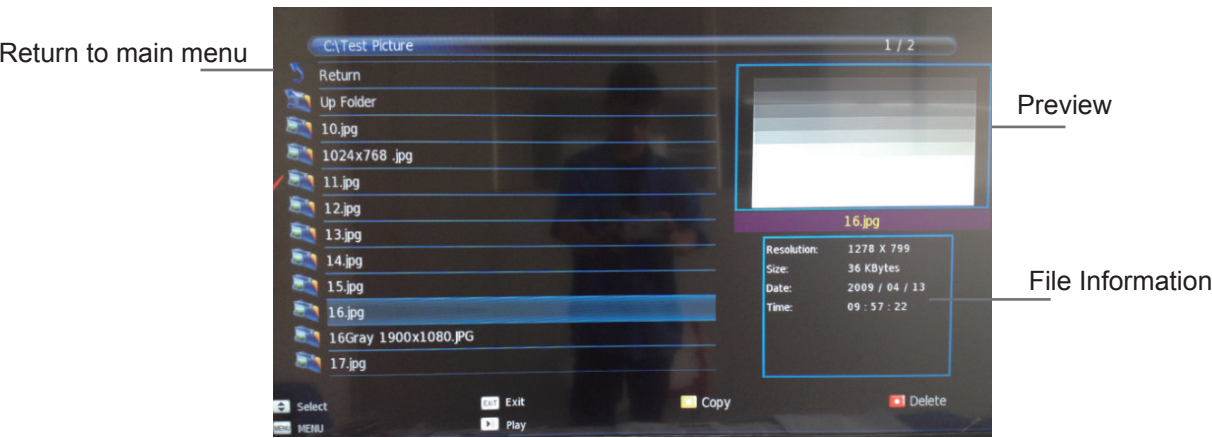 Return to main menu
C:\Test Picture 1 / 2
Return
Up Folder
10.jpg
1024x768 .jpg
11.jpg
12.jpg
13.jpg
14.jpg
15.jpg
16.jpg
16Gray 1900x1080.JPG
17.jpg
Preview
16.jpg
Resolution: 1278 X 799
Size: 36 KBytes
Date: 2009 / 04 / 13
Time: 09 : 57 : 22
File Information
Select
EXIT Exit
Copy
Delete
MENU MENU
Play